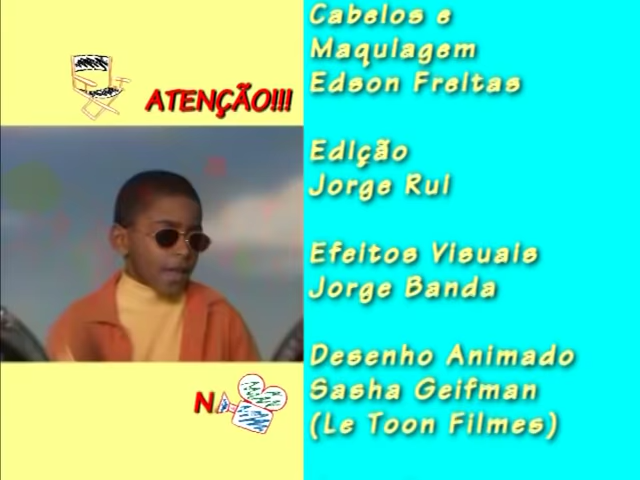 ATENÇÃO!!!
NA
Cabelos e
Maquiagem
Edson Freitas
Edição
Jorge Rui
Efeitos Visuais
Jorge Banda
Desenho Animado
Sasha Geifman
(Le Toon Filmes)